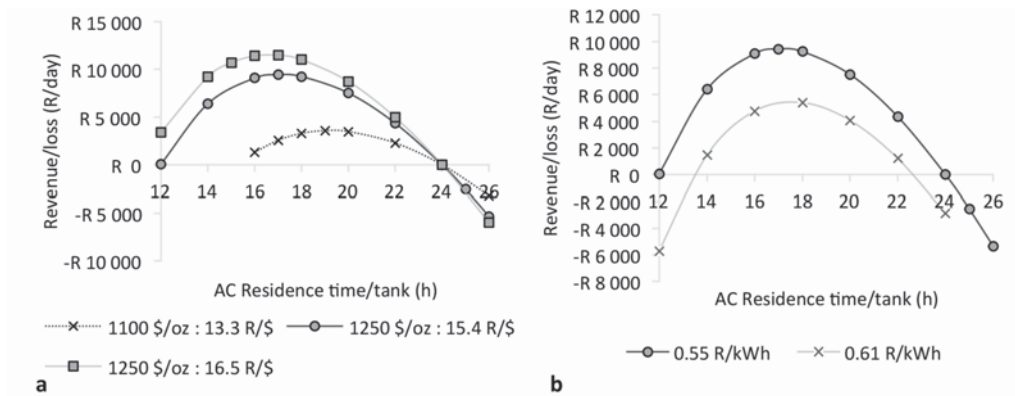 R 15 000
R 10 000
R 5 000
R 0
-R 5 000
-R 10 000
Revenue/loss (R/day)
12 14 16 18 20 22 24 26
AC Residence time/tank (h)
1100 $/oz : 13.3 R/$ 1250 $/oz : 15.4 R/$
1250 $/oz : 16.5 R/$
a
R 12 000
R 10 000
R 8 000
R 6 000
R 4 000
R 2 000
R 0
-R 2 000
-R 4 000
-R 6 000
-R 8 000
Revenue/loss (R/day)
12 14 16 18 20 22 24 26
AC Residence time/tank (h)
0.55 R/kWh 0.61 R/kWh
b